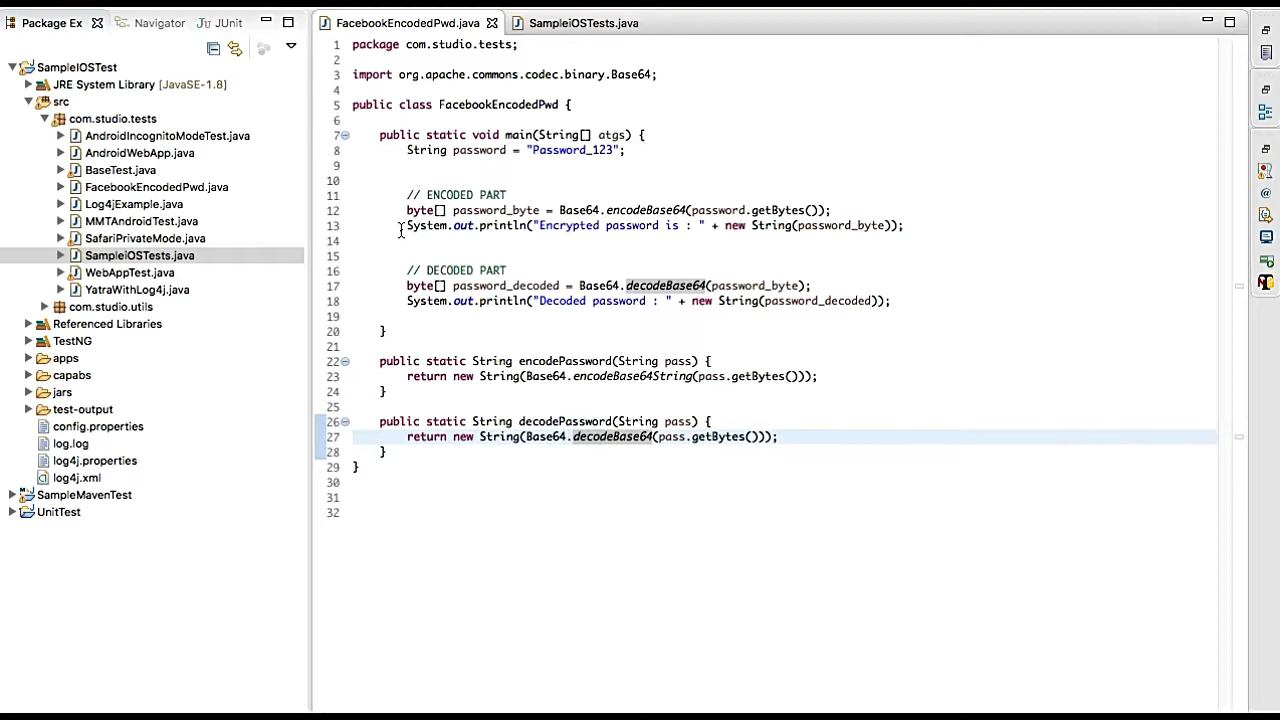 Package Ex
Navigator
JUnit
FacebookEncodedPwd.java
SampleiOSTests.java
SampleIOSTest
JRE System Library [JavaSE-1.8]
src
com.studio.tests
AndroidIncognitoModeTest.java
AndroidWebApp.java
BaseTest.java
FacebookEncodedPwd.java
Log4jExample.java
MMTAndroidTest.java
SafariPrivateMode.java
SampleiOSTests.java
WebAppTest.java
YatraWithLog4j.java
com.studio.utils
Referenced Libraries
TestNG
apps
capabs
jars
test-output
config.properties
log.log
log4j.properties
log4j.xml
SampleMavenTest
UnitTest
1 package com.studio.tests;
2
3 import org.apache.commons.codec.binary.Base64;
4
5 public class FacebookEncodedPwd {
6
7 public static void main(String[] atgs) {
8 String password = "Password_123";
9
10
11 // ENCODED PART
12 byte[] password_byte = Base64.encodeBase64(password.getBytes());
13 System.out.println("Encrypted password is : " + new String(password_byte));
14
15
16 // DECODED PART
17 byte[] password_decoded = Base64.decodeBase64(password_byte);
18 System.out.println("Decoded password : " + new String(password_decoded));
19
20 }
21
22 public static String encodePassword(String pass) {
23 return new String(Base64.encodeBase64String(pass.getBytes()));
24 }
25
26 public static String decodePassword(String pass) {
27 return new String(Base64.decodeBase64(pass.getBytes()));
28 }
29 }
30
31
32